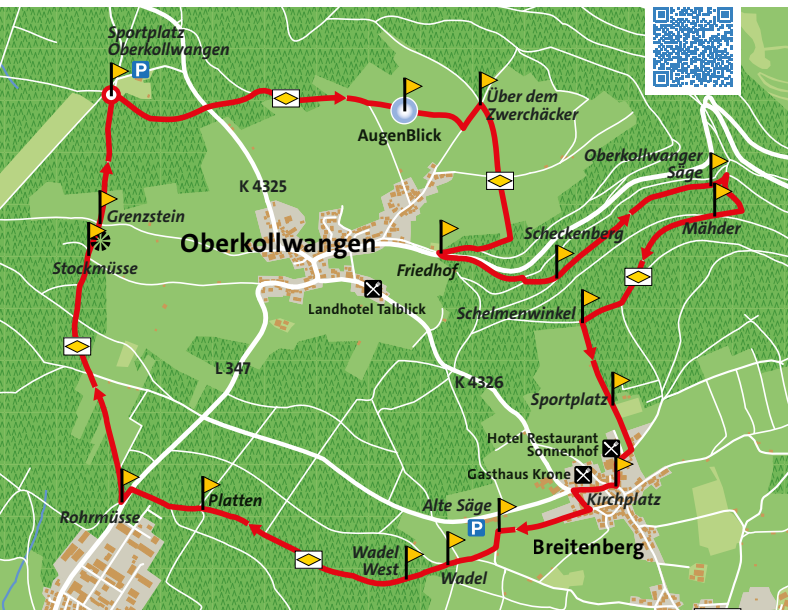 Sportplatz
Oberkollwangen
P
AugenBlick
Über dem
Zwerchäcker
Oberkollwanger
Säge
K 4325
Grenzstein
Oberkollwangen
Stockmüsse
Friedhof
Scheckenberg
Mähder
Landhotel Talblick
Schelmenwinkel
L 347
K 4326
Sportplatz
Hotel Restaurant
Sonnenhof
Gasthaus Krone
Kirchplatz
Rohrmüsse
Platten
Alte Säge
P
Breitenberg
Wadel
West
Wadel